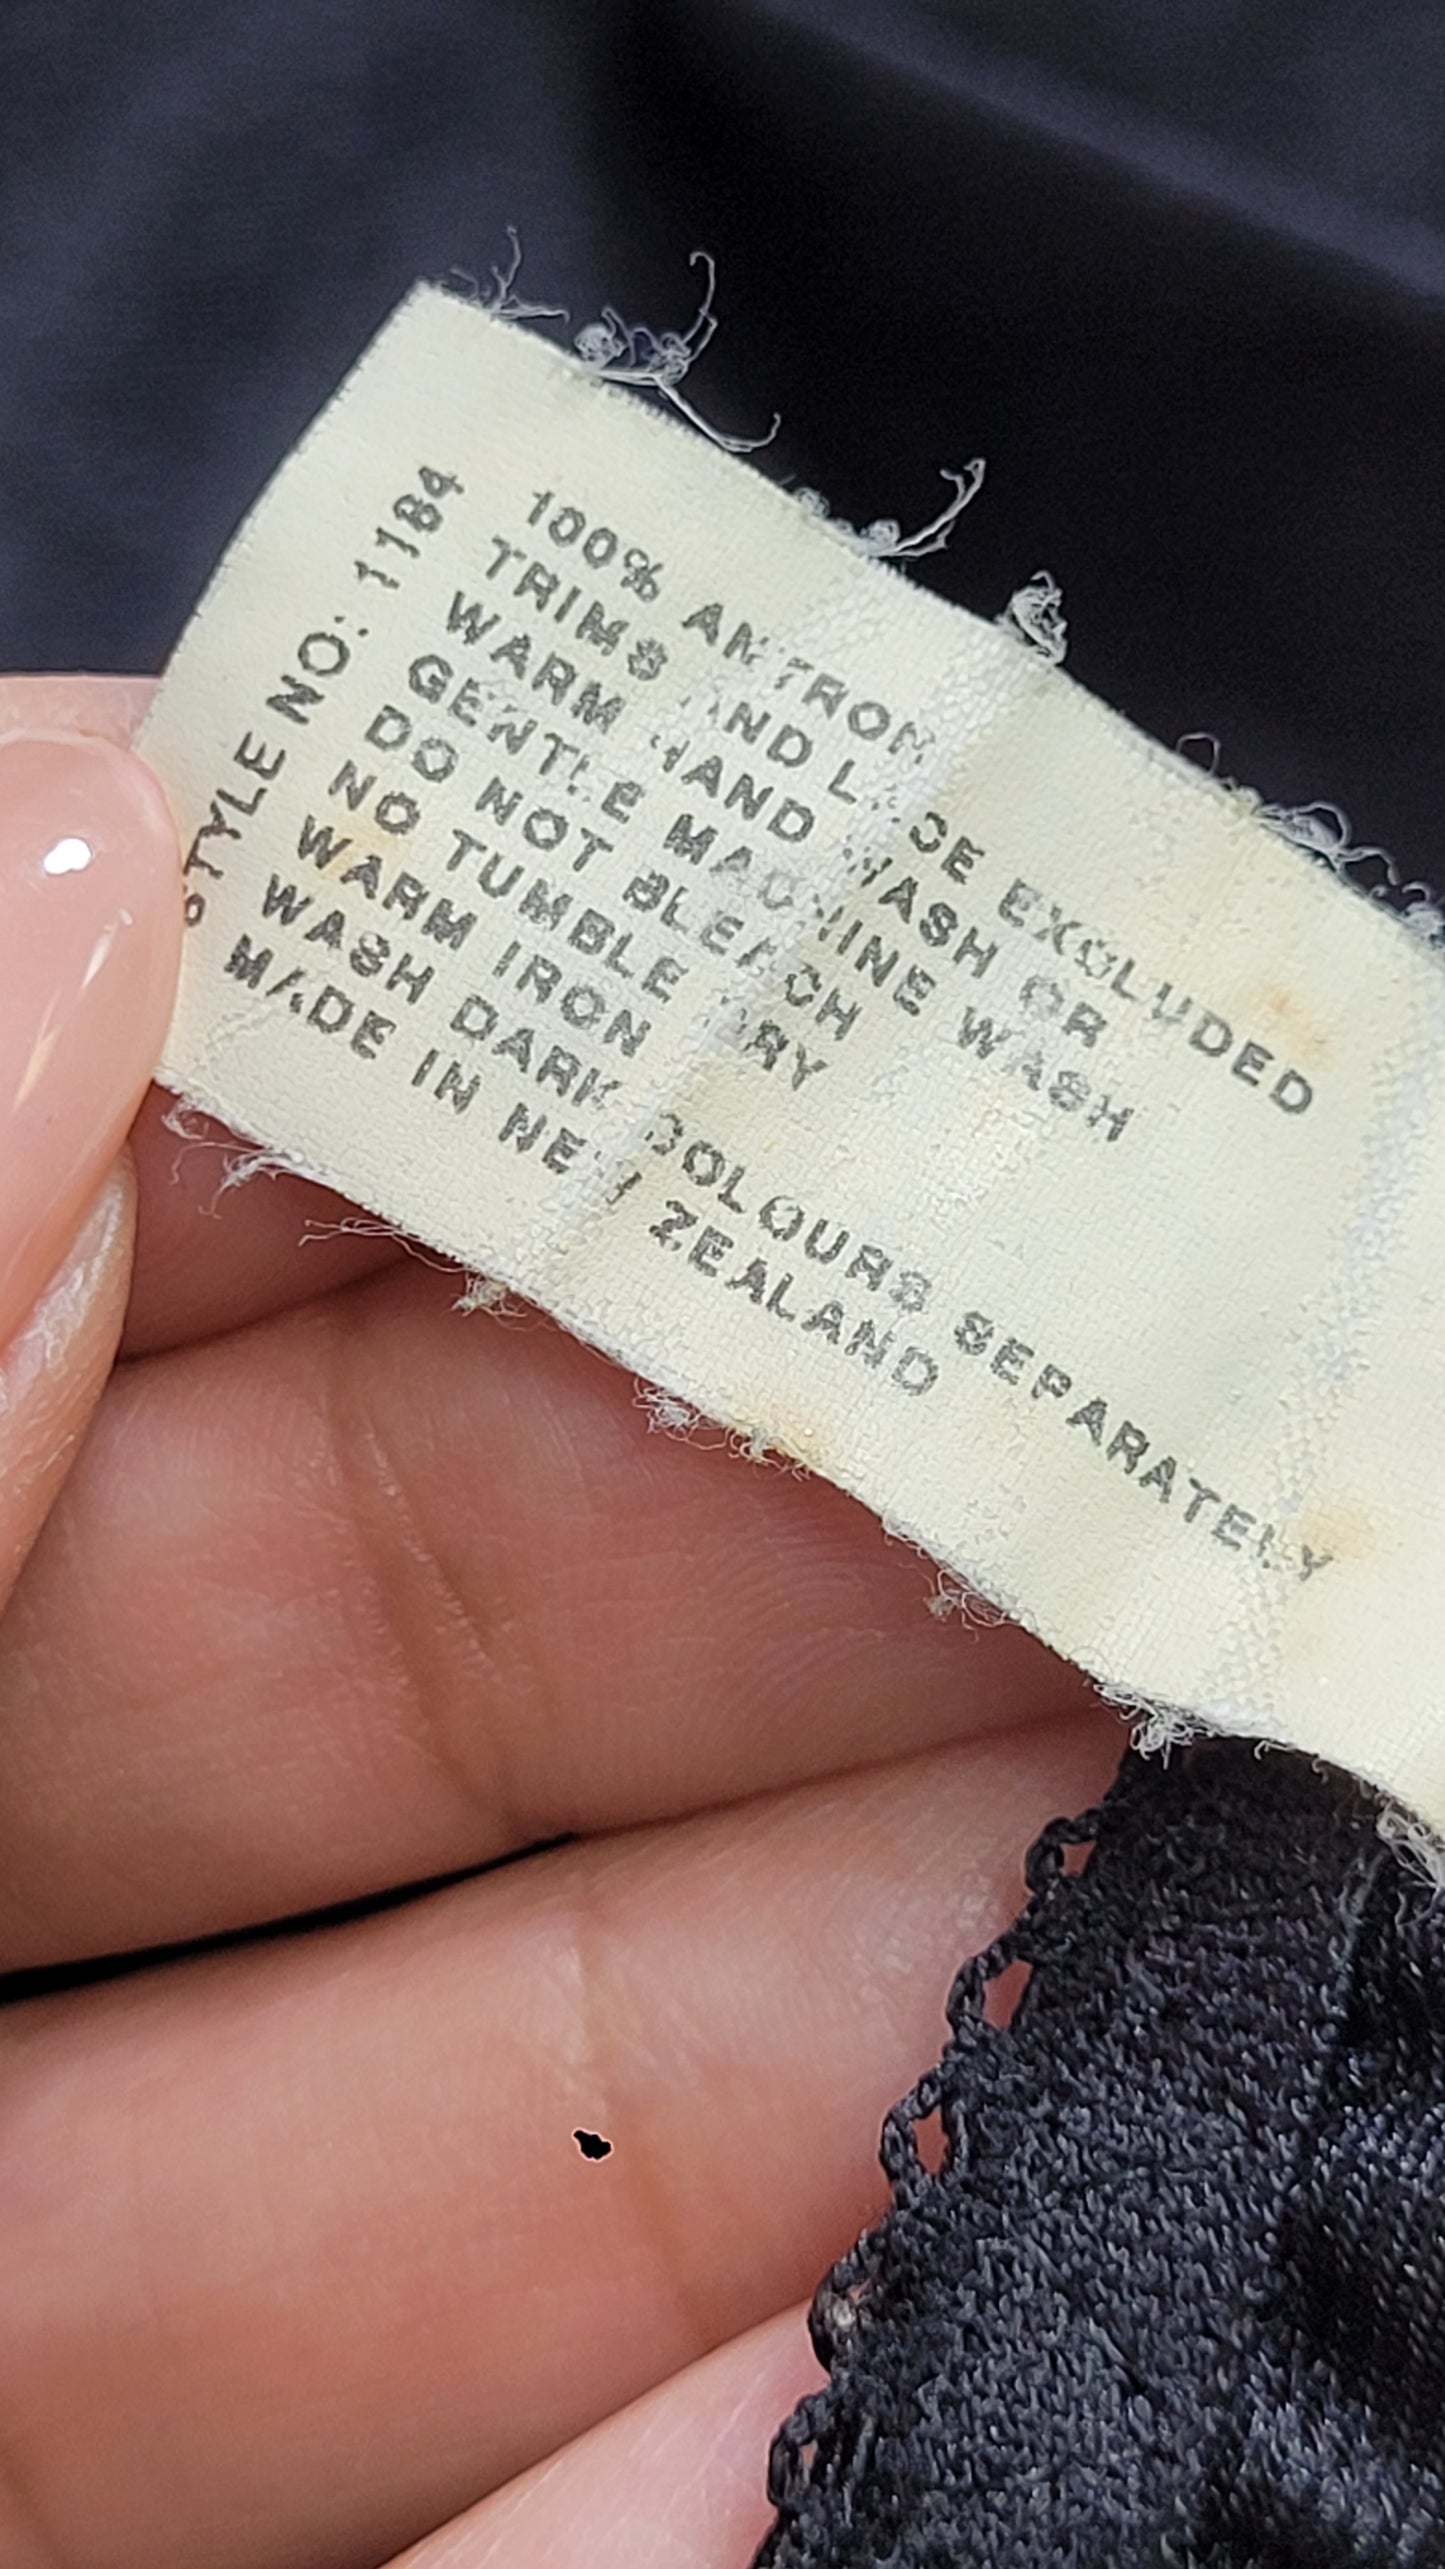 100% ANTRON
TRIMS AND LACE EXCLUDED
WARM HAND WASH OR
GENTLE MACHINE WASH
DO NOT BLEACH
NO TUMBLE DRY
WARM IRON
WASH DARK COLOURS SEPARATELY
MADE IN NEW ZEALAND
STYLE NO: 1184